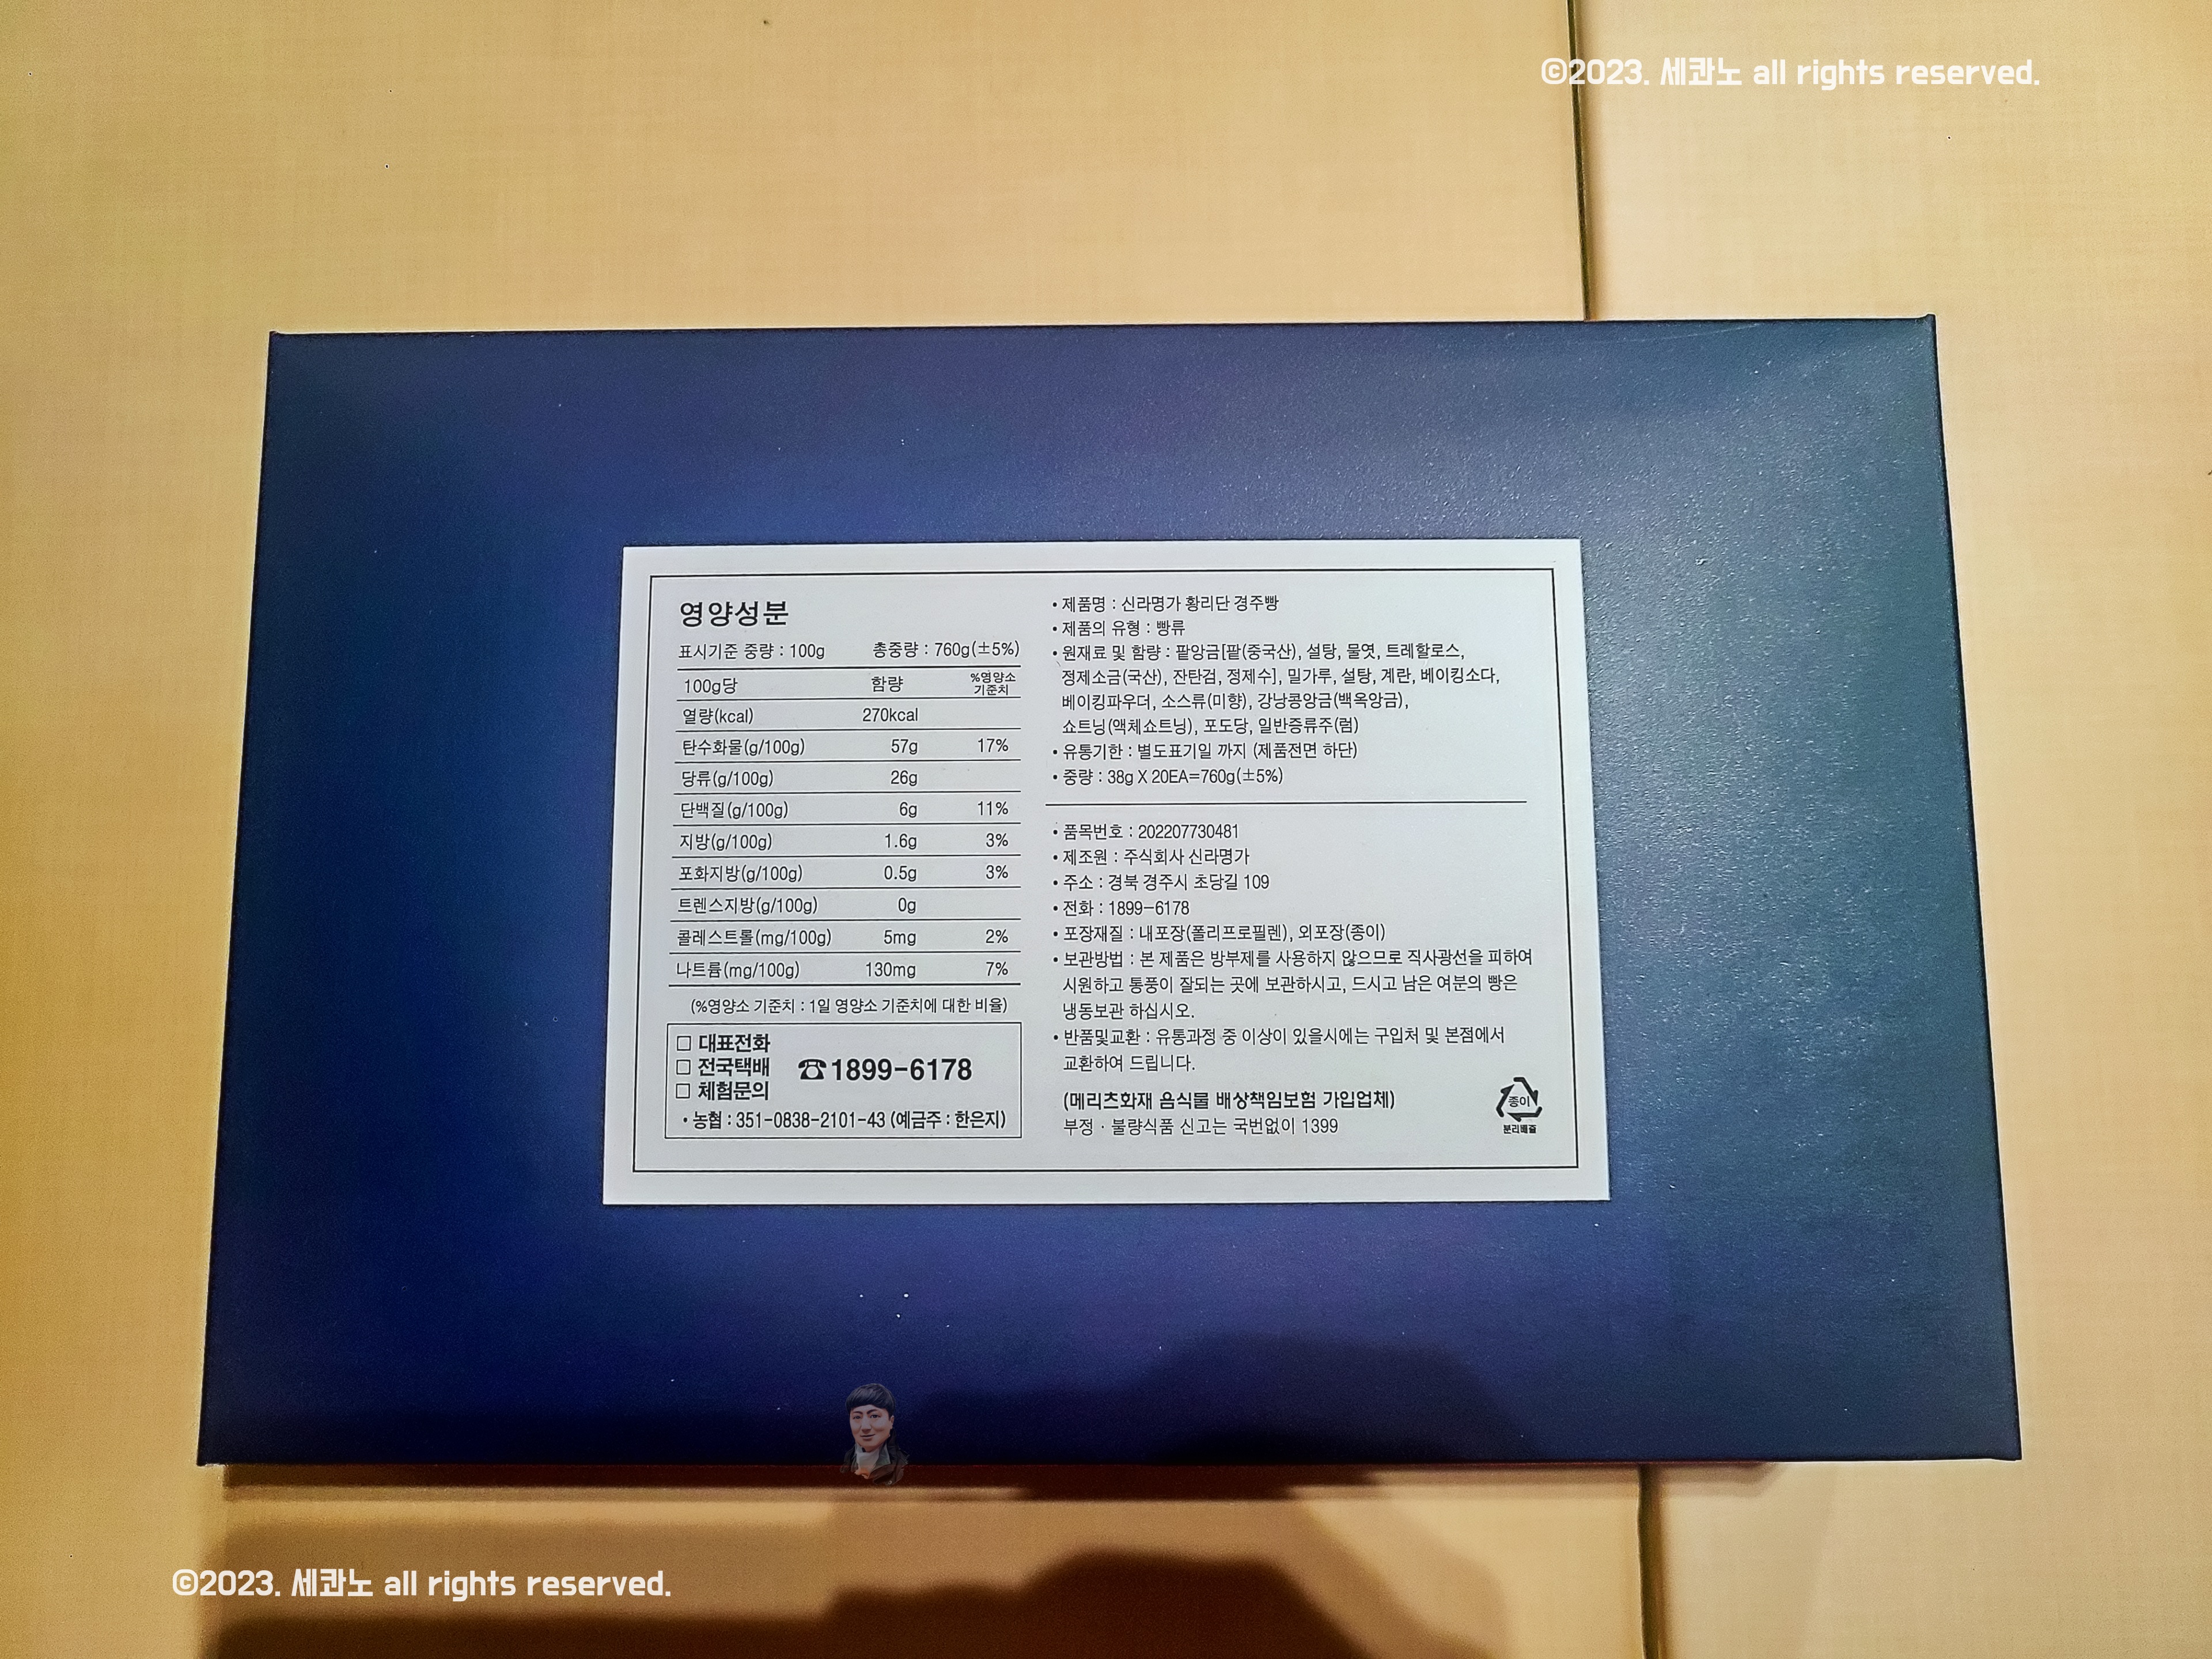 ©2023. 세콴노 all rights reserved.
영양성분
표시기준 중량 : 100g 총중량 : 760g(±5%)
100g당 함량 %영양소 기준치
열량(kcal) 270kcal
탄수화물(g/100g) 57g 17%
당류(g/100g) 26g
단백질(g/100g) 6g 11%
지방(g/100g) 1.6g 3%
포화지방(g/100g) 0.5g 3%
트렌스지방(g/100g) 0g
콜레스트롤(mg/100g) 5mg 2%
나트륨(mg/100g) 130mg 7%
(%영양소 기준치 : 1일 영양소 기준치에 대한 비율)
□ 대표전화
□ 전국택배 ☎1899-6178
□ 체험문의
• 농협 : 351-0838-2101-43 (예금주 : 한은지)
• 제품명 : 신라명가 황리단 경주빵
• 제품의 유형 : 빵류
• 원재료 및 함량 : 팥앙금[팥(중국산), 설탕, 물엿, 트레할로스,
정제소금(국산), 잔탄검, 정제수], 밀가루, 설탕, 계란, 베이킹소다,
베이킹파우더, 소스류(미향), 강낭콩앙금(백옥앙금),
쇼트닝(액체쇼트닝), 포도당, 일반증류주(럼)
• 유통기한 : 별도표기일 까지 (제품전면 하단)
• 중량 : 38g X 20EA=760g(±5%)
• 품목번호 : 202207730481
• 제조원 : 주식회사 신라명가
• 주소 : 경북 경주시 초당길 109
• 전화 : 1899-6178
• 포장재질 : 내포장(폴리프로필렌), 외포장(종이)
• 보관방법 : 본 제품은 방부제를 사용하지 않으므로 직사광선을 피하여
시원하고 통풍이 잘되는 곳에 보관하시고, 드시고 남은 여분의 빵은
냉동보관 하십시오.
• 반품및교환 : 유통과정 중 이상이 있을시에는 구입처 및 본점에서
교환하여 드립니다.
(메리츠화재 음식물 배상책임보험 가입업체)
부정 · 불량식품 신고는 국번없이 1399
종이
분리배출
©2023. 세콴노 all rights reserved.